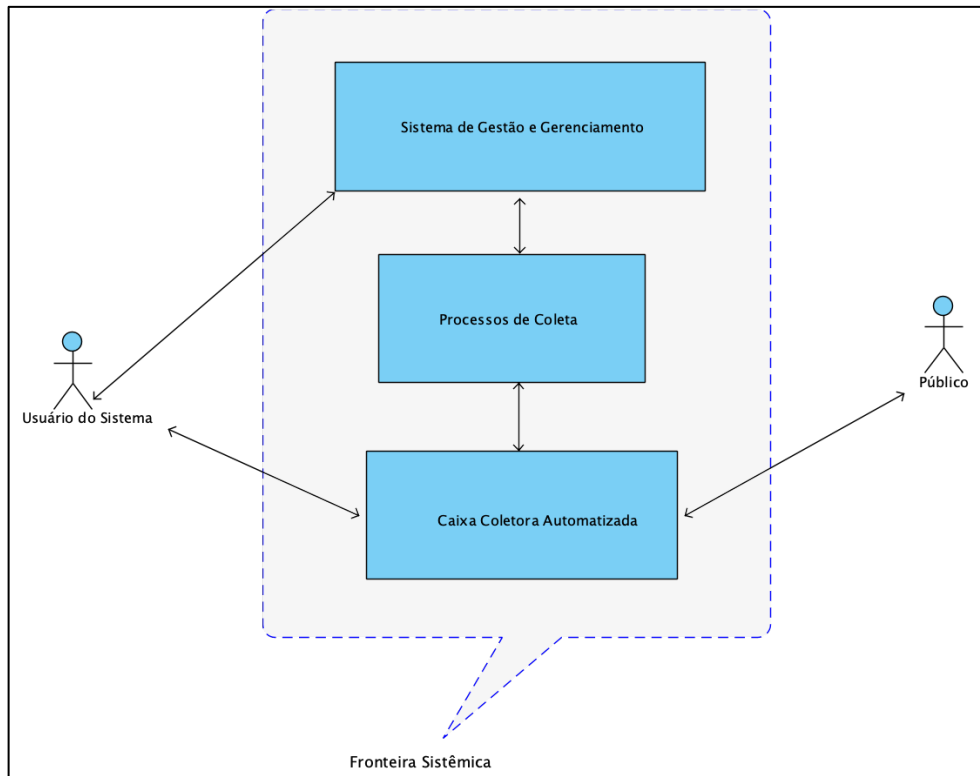 Sistema de Gestão e Gerenciamento
Processos de Coleta
Usuário do Sistema
Público
Caixa Coletora Automatizada
Fronteira Sistêmica